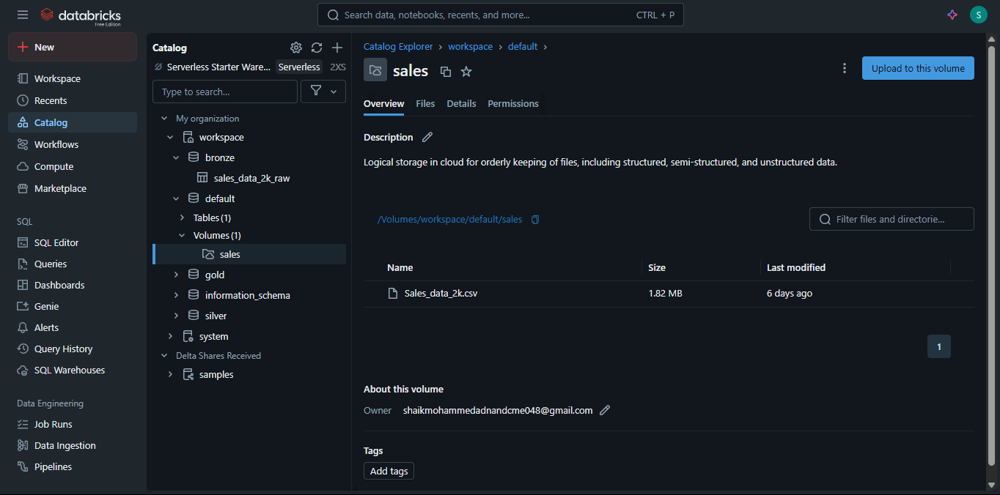 databricks
Free Edition
Search data, notebooks, recents, and more...
CTRL + P
S
New
Workspace
Recents
Catalog
Workflows
Compute
Marketplace
SQL
SQL Editor
Queries
Dashboards
Genie
Alerts
Query History
SQL Warehouses
Data Engineering
Job Runs
Data Ingestion
Pipelines
Catalog
Serverless Starter Ware... Serverless 2XS
Type to search...
My organization
workspace
bronze
sales_data_2k_raw
default
Tables (1)
Volumes (1)
sales
gold
information_schema
silver
system
Delta Shares Received
samples
Catalog Explorer › workspace › default ›
sales
Upload to this volume
Overview Files Details Permissions
Description
Logical storage in cloud for orderly keeping of files, including structured, semi-structured, and unstructured data.
/Volumes/workspace/default/sales
Filter files and directorie...
Name Size Last modified
Sales_data_2k.csv 1.82 MB 6 days ago
1
About this volume
Owner shaikmohammedadnandcme048@gmail.com
Tags
Add tags